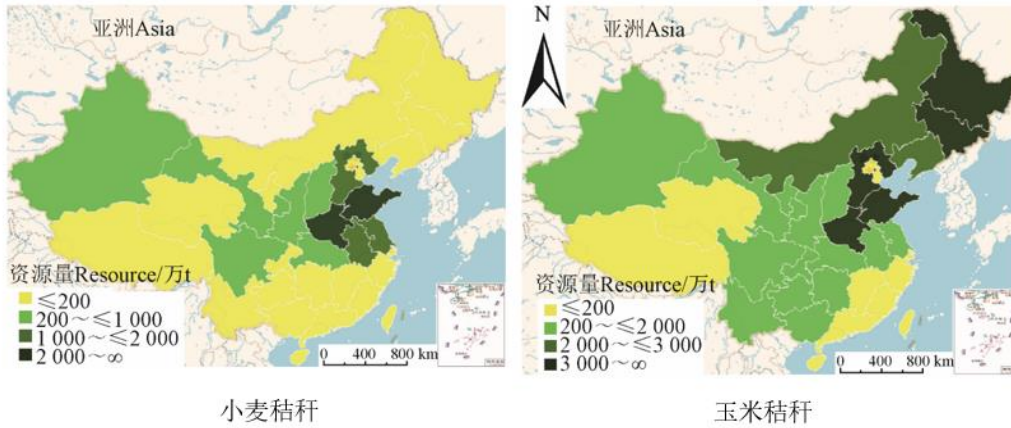 亚洲Asia
资源量Resource/万t
≤200
200～≤1 000
1 000～≤2 000
2 000～∞
0 400 800 km
小麦秸秆
N
亚洲Asia
资源量Resource/万t
≤200
200～≤2 000
2 000～≤3 000
3 000～∞
0 400 800 km
玉米秸秆